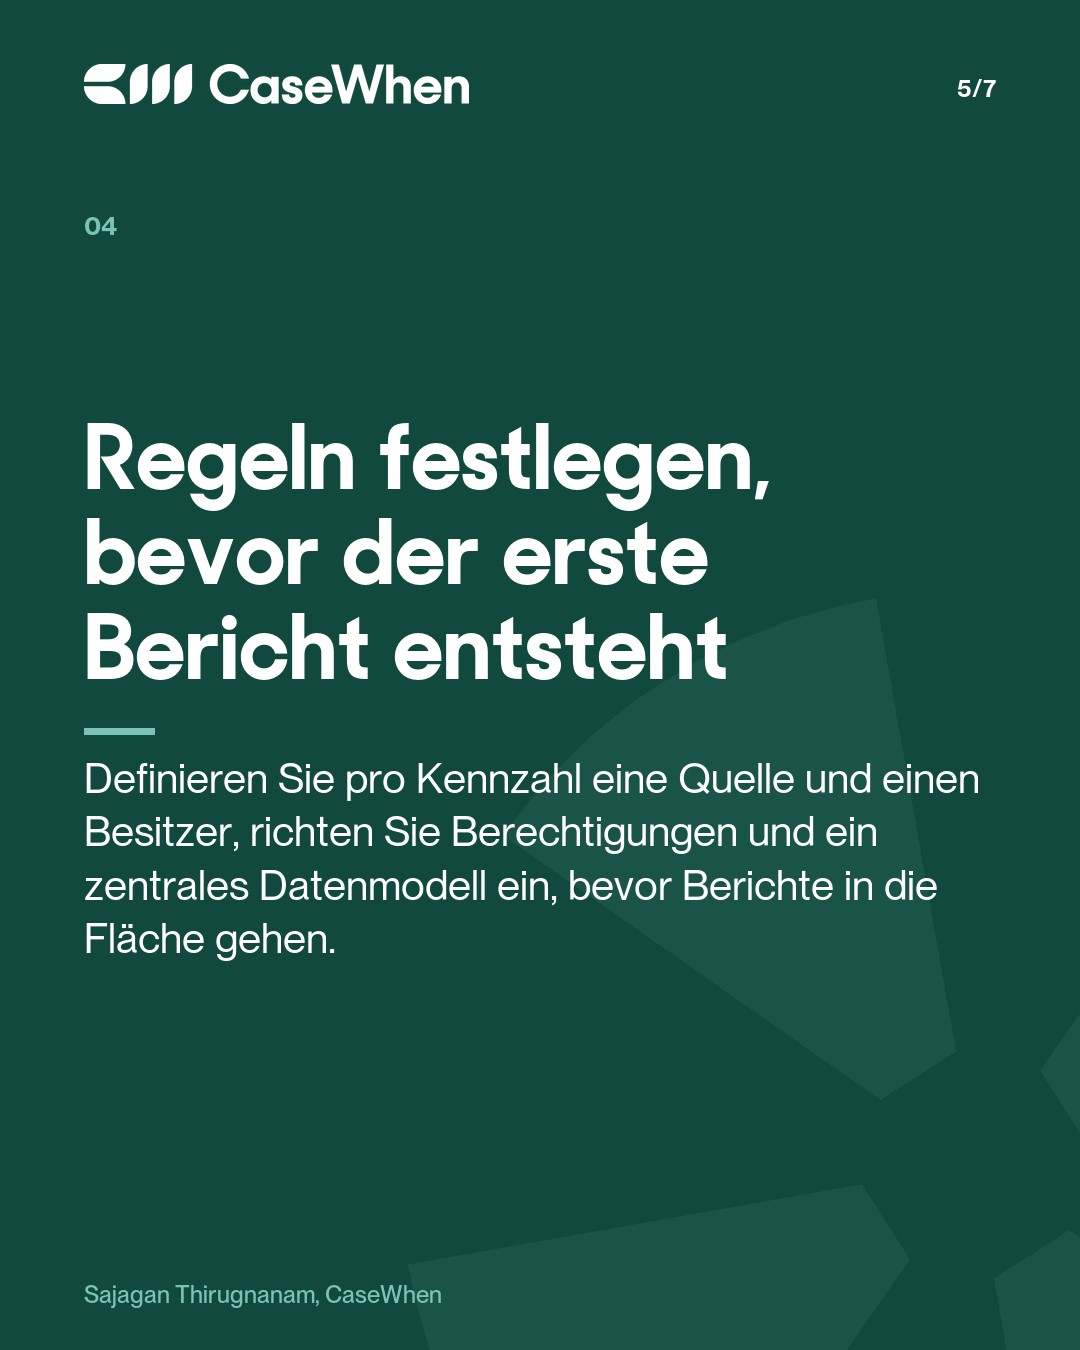 CaseWhen
5/7
04
Regeln festlegen,
bevor der erste
Bericht entsteht
Definieren Sie pro Kennzahl eine Quelle und einen
Besitzer, richten Sie Berechtigungen und ein
zentrales Datenmodell ein, bevor Berichte in die
Fläche gehen.
Sajagan Thirugnanam, CaseWhen